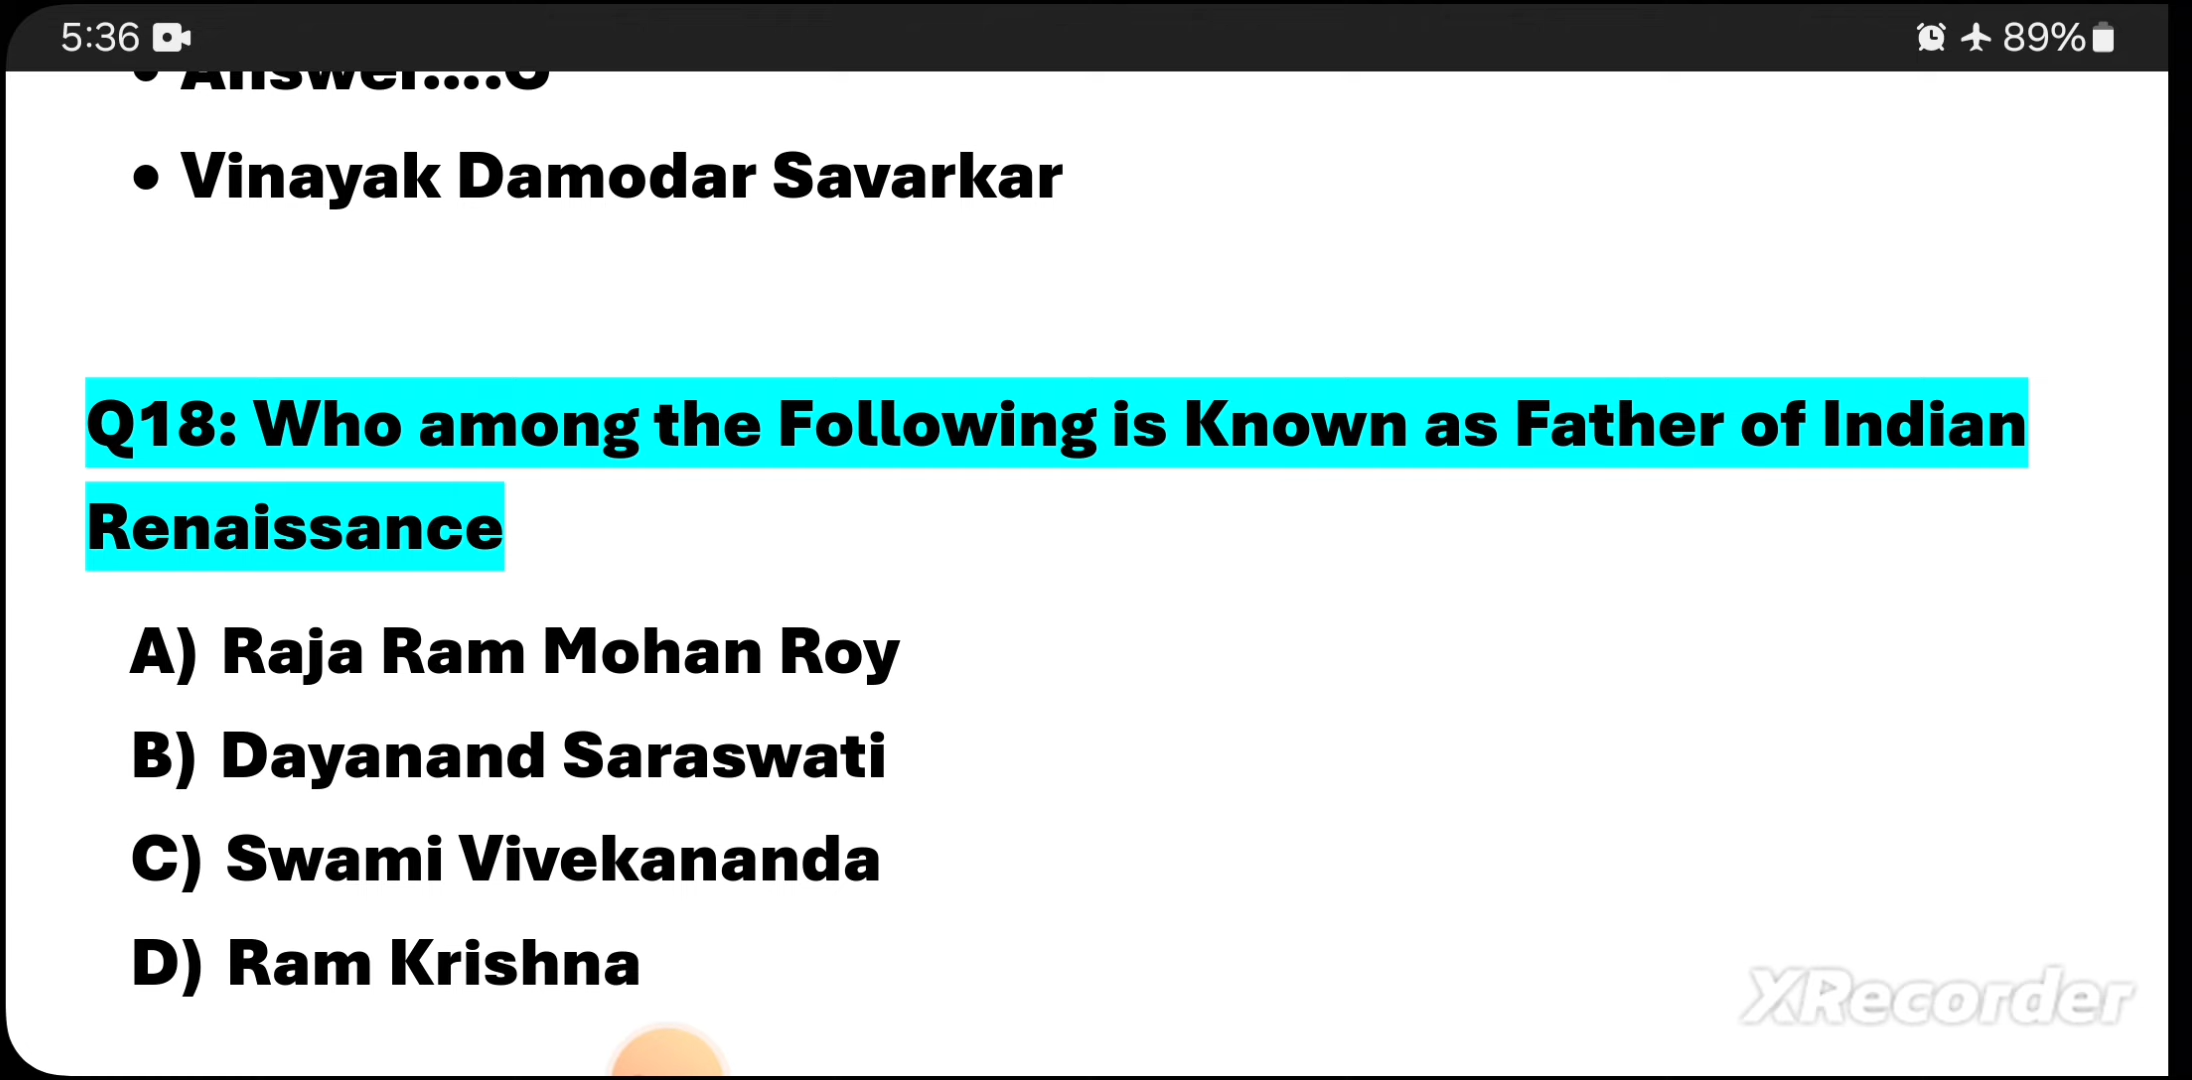 5:36 89%
• Vinayak Damodar Savarkar
Q18: Who among the Following is Known as Father of Indian
Renaissance
A) Raja Ram Mohan Roy
B) Dayanand Saraswati
C) Swami Vivekananda
D) Ram Krishna
XRecorder